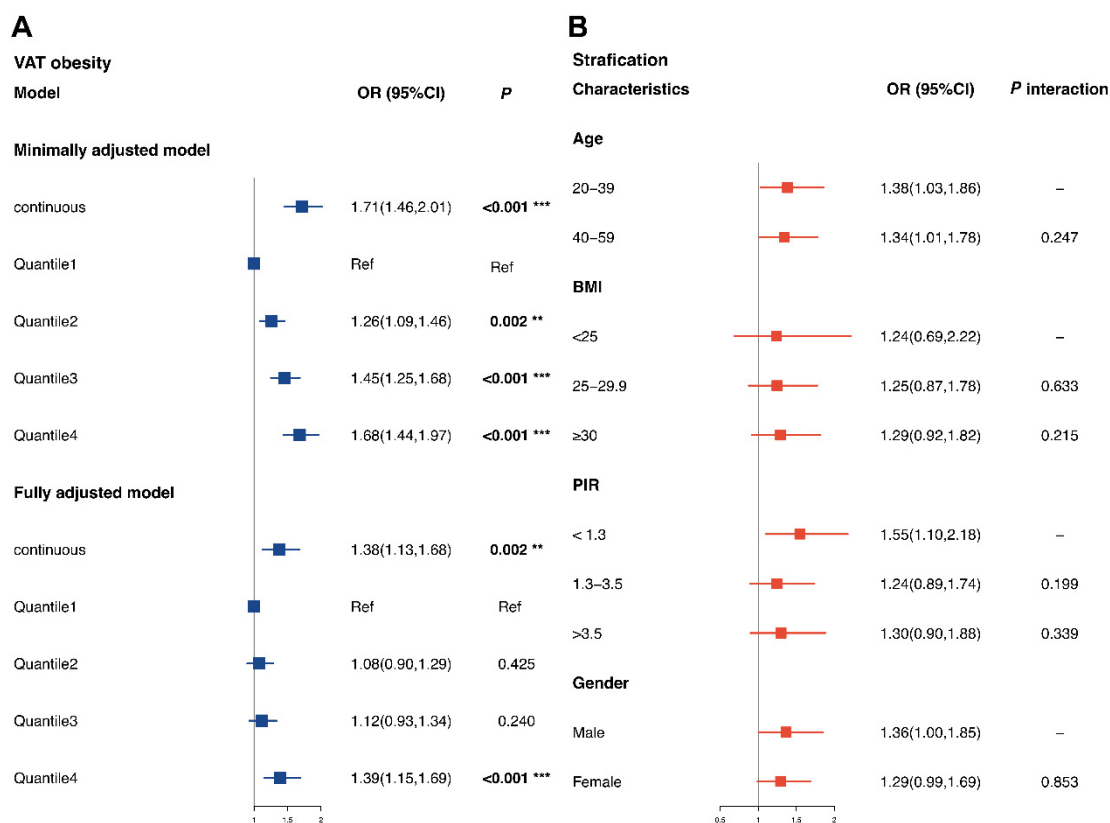 A
VAT obesity
Model OR (95%CI) P
Minimally adjusted model
continuous 1.71(1.46,2.01) <0.001 ***
Quantile1 Ref Ref
Quantile2 1.26(1.09,1.46) 0.002 **
Quantile3 1.45(1.25,1.68) <0.001 ***
Quantile4 1.68(1.44,1.97) <0.001 ***
Fully adjusted model
continuous 1.38(1.13,1.68) 0.002 **
Quantile1 Ref Ref
Quantile2 1.08(0.90,1.29) 0.425
Quantile3 1.12(0.93,1.34) 0.240
Quantile4 1.39(1.15,1.69) <0.001 ***
1 1.5 2
B
Strafication
Characteristics OR (95%CI) P interaction
Age
20–39 1.38(1.03,1.86) –
40–59 1.34(1.01,1.78) 0.247
BMI
<25 1.24(0.69,2.22) –
25–29.9 1.25(0.87,1.78) 0.633
≥30 1.29(0.92,1.82) 0.215
PIR
< 1.3 1.55(1.10,2.18) –
1.3–3.5 1.24(0.89,1.74) 0.199
>3.5 1.30(0.90,1.88) 0.339
Gender
Male 1.36(1.00,1.85) –
Female 1.29(0.99,1.69) 0.853
0.5 1 1.5 2